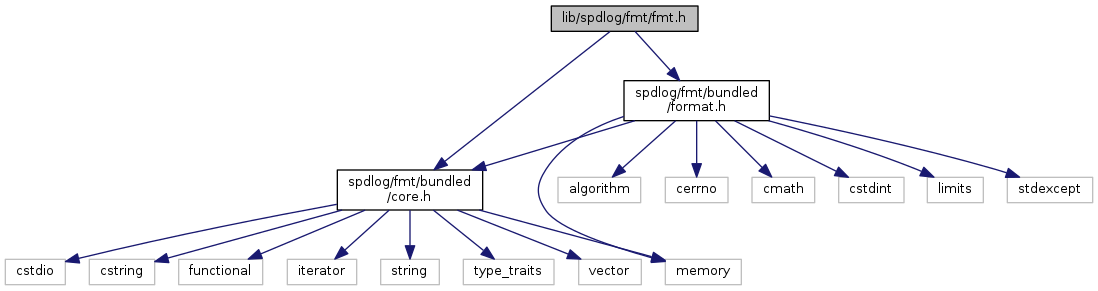 lib/spdlog/fmt/fmt.h
spdlog/fmt/bundled
/format.h
spdlog/fmt/bundled
/core.h
algorithm
cerrno
cmath
cstdint
limits
stdexcept
cstdio
cstring
functional
iterator
string
type_traits
vector
memory